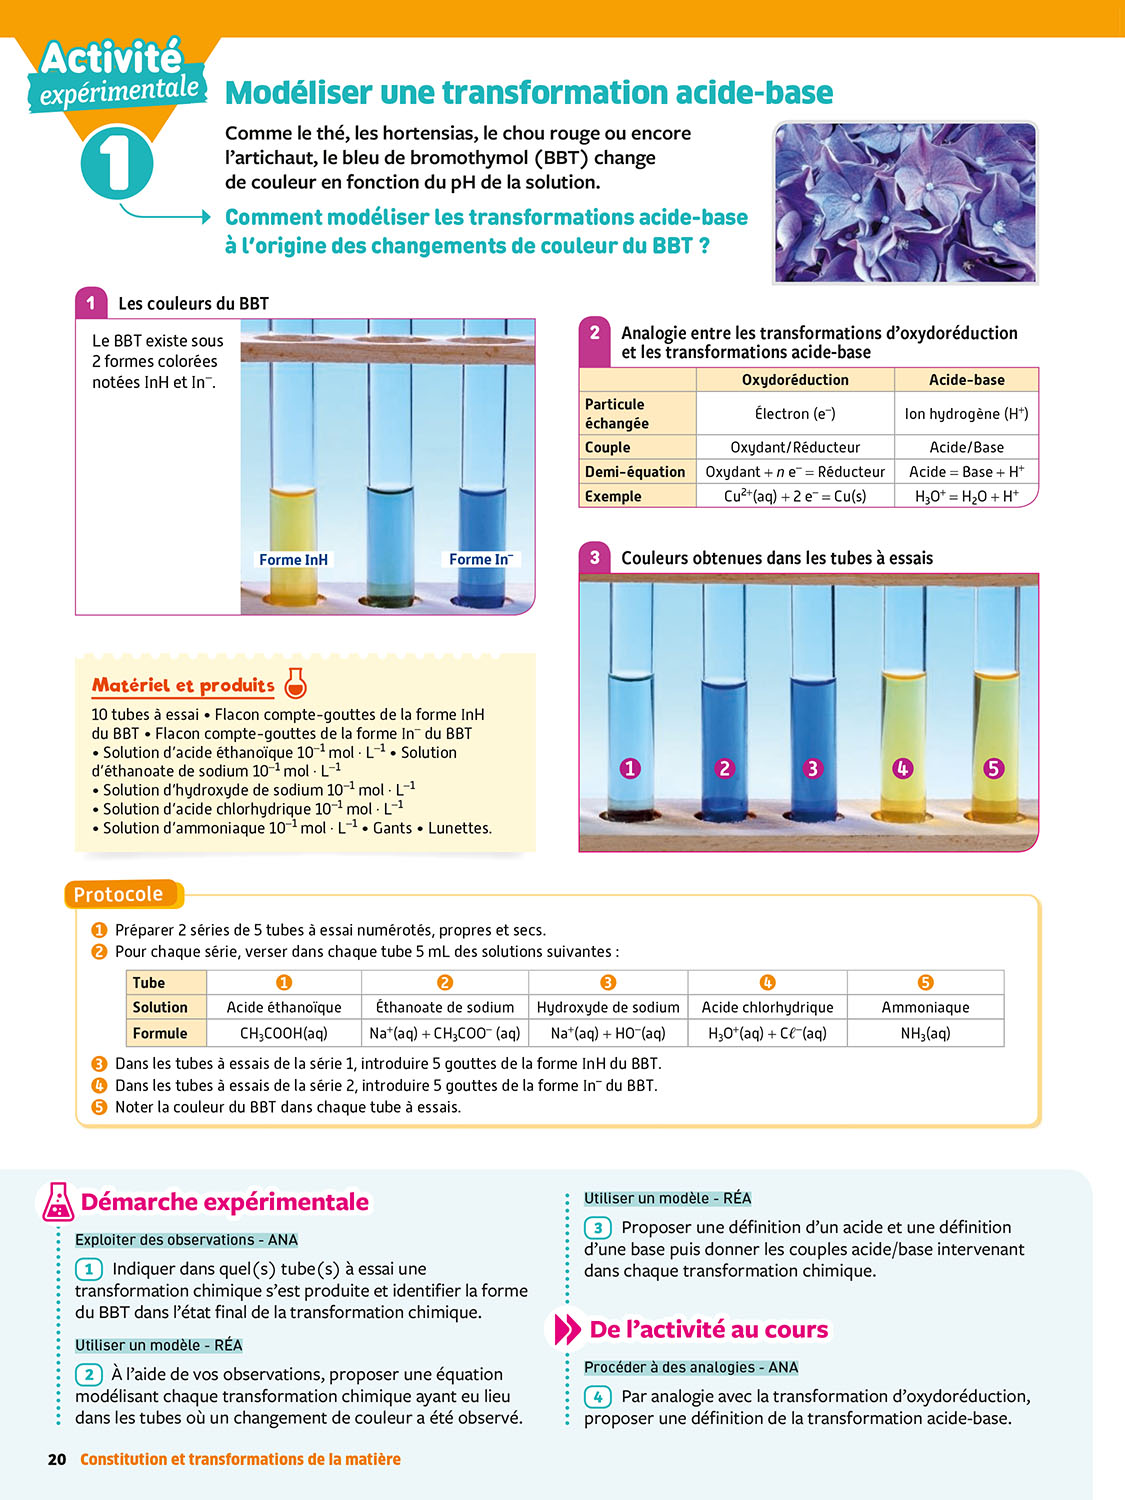 Activité
expérimentale
1
Modéliser une transformation acide-base
Comme le thé, les hortensias, le chou rouge ou encore
l’artichaut, le bleu de bromothymol (BBT) change
de couleur en fonction du pH de la solution.
Comment modéliser les transformations acide-base
à l’origine des changements de couleur du BBT ?
1 Les couleurs du BBT
Le BBT existe sous
2 formes colorées
notées InH et In⁻.
Forme InH
Forme In⁻
2 Analogie entre les transformations d’oxydoréduction
et les transformations acide-base
Oxydoréduction Acide-base
Particule
échangée Électron (e⁻) Ion hydrogène (H⁺)
Couple Oxydant/Réducteur Acide/Base
Demi-équation Oxydant + n e⁻ = Réducteur Acide = Base + H⁺
Exemple Cu²⁺(aq) + 2 e⁻ = Cu(s) H₃O⁺ = H₂O + H⁺
3 Couleurs obtenues dans les tubes à essais
1 2 3 4 5
Matériel et produits
10 tubes à essai • Flacon compte-gouttes de la forme InH
du BBT • Flacon compte-gouttes de la forme In⁻ du BBT
• Solution d’acide éthanoïque 10⁻¹ mol · L⁻¹ • Solution
d’éthanoate de sodium 10⁻¹ mol · L⁻¹
• Solution d’hydroxyde de sodium 10⁻¹ mol · L⁻¹
• Solution d’acide chlorhydrique 10⁻¹ mol · L⁻¹
• Solution d’ammoniaque 10⁻¹ mol · L⁻¹ • Gants • Lunettes.
Protocole
1 Préparer 2 séries de 5 tubes à essai numérotés, propres et secs.
2 Pour chaque série, verser dans chaque tube 5 mL des solutions suivantes :
Tube 1 2 3 4 5
Solution Acide éthanoïque Éthanoate de sodium Hydroxyde de sodium Acide chlorhydrique Ammoniaque
Formule CH₃COOH(aq) Na⁺(aq) + CH₃COO⁻ (aq) Na⁺(aq) + HO⁻(aq) H₃O⁺(aq) + Cℓ⁻(aq) NH₃(aq)
3 Dans les tubes à essais de la série 1, introduire 5 gouttes de la forme InH du BBT.
4 Dans les tubes à essais de la série 2, introduire 5 gouttes de la forme In⁻ du BBT.
5 Noter la couleur du BBT dans chaque tube à essais.
Démarche expérimentale
Exploiter des observations - ANA
1 Indiquer dans quel(s) tube(s) à essai une
transformation chimique s’est produite et identifier la forme
du BBT dans l’état final de la transformation chimique.
Utiliser un modèle - RÉA
2 À l’aide de vos observations, proposer une équation
modélisant chaque transformation chimique ayant eu lieu
dans les tubes où un changement de couleur a été observé.
Utiliser un modèle - RÉA
3 Proposer une définition d’un acide et une définition
d’une base puis donner les couples acide/base intervenant
dans chaque transformation chimique.
De l’activité au cours
Procéder à des analogies - ANA
4 Par analogie avec la transformation d’oxydoréduction,
proposer une définition de la transformation acide-base.
20 Constitution et transformations de la matière